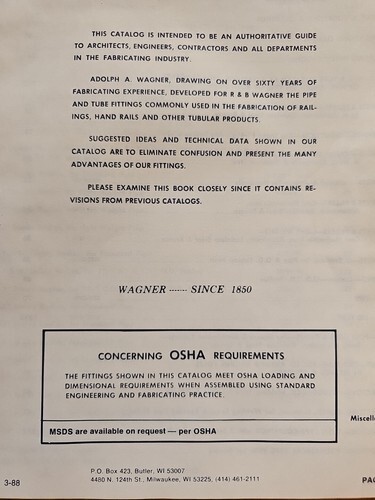 THIS CATALOG IS INTENDED TO BE AN AUTHORITATIVE GUIDE
TO ARCHITECTS, ENGINEERS, CONTRACTORS AND ALL DEPARTMENTS
IN THE FABRICATING INDUSTRY.
ADOLPH A. WAGNER, DRAWING ON OVER SIXTY YEARS OF
FABRICATING EXPERIENCE, DEVELOPED FOR R & B WAGNER THE PIPE
AND TUBE FITTINGS COMMONLY USED IN THE FABRICATION OF RAIL-
INGS, HAND RAILS AND OTHER TUBULAR PRODUCTS.
SUGGESTED IDEAS AND TECHNICAL DATA SHOWN IN OUR
CATALOG ARE TO ELIMINATE CONFUSION AND PRESENT THE MANY
ADVANTAGES OF OUR FITTINGS.
PLEASE EXAMINE THIS BOOK CLOSELY SINCE IT CONTAINS RE-
VISIONS FROM PREVIOUS CATALOGS.
WAGNER ------- SINCE 1850
CONCERNING OSHA REQUIREMENTS
THE FITTINGS SHOWN IN THIS CATALOG MEET OSHA LOADING AND
DIMENSIONAL REQUIREMENTS WHEN ASSEMBLED USING STANDARD
ENGINEERING AND FABRICATING PRACTICE.
MSDS are available on request — per OSHA
Miscell
P.O. Box 423, Butler, WI 53007
4480 N. 124th St., Milwaukee, WI 53225, (414) 461-2111
3-88
PAG